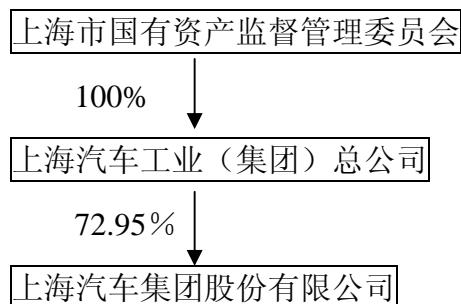 上海市国有资产监督管理委员会
100%
上海汽车工业（集团）总公司
72.95％
上海汽车集团股份有限公司